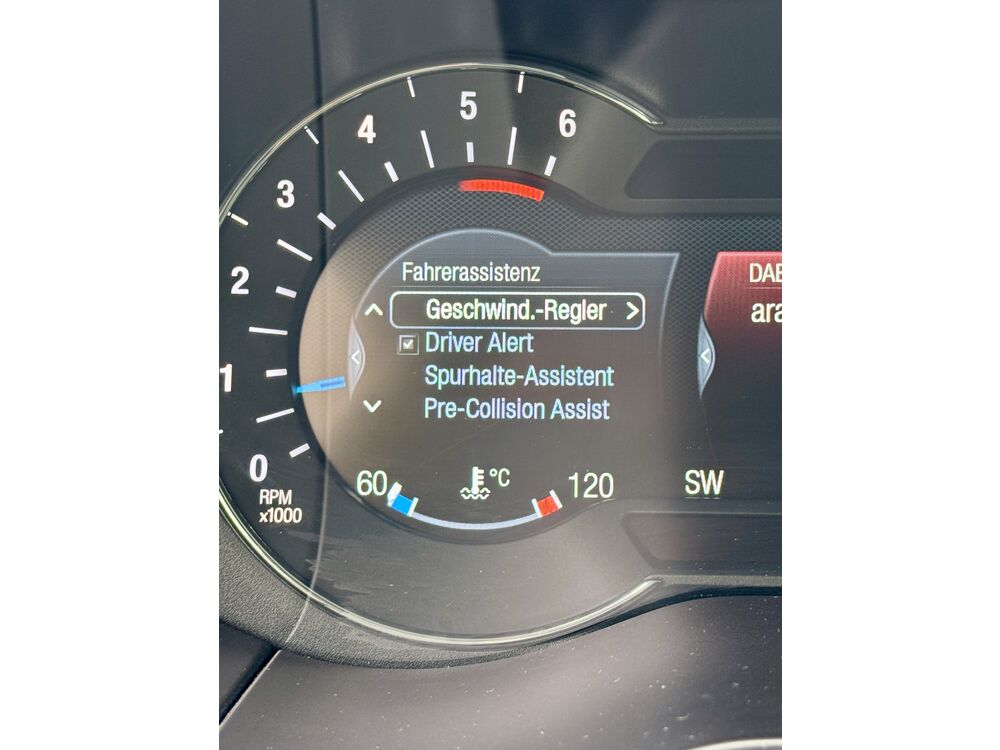 5
4
6
3
2
1
0
RPM
x1000
Fahrerassistenz
Geschwind.-Regler >
Driver Alert
Spurhalte-Assistent
Pre-Collision Assist
60 °C 120
DAB
ara
SW